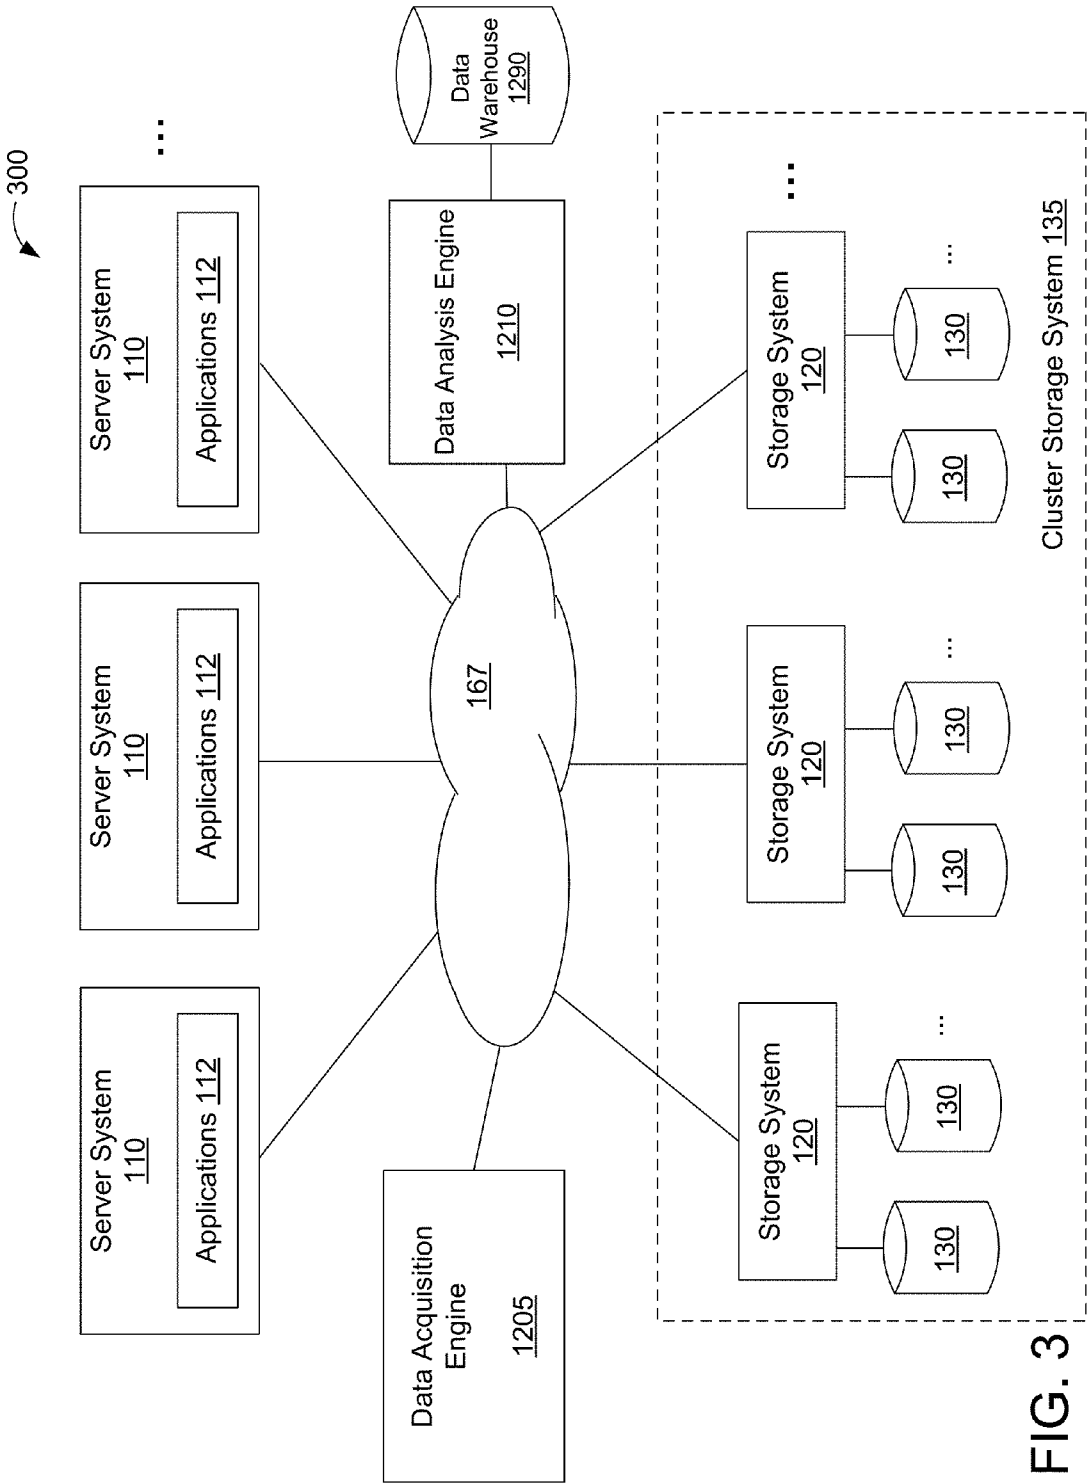 300
Server System
110
Applications 112
Server System
110
Applications 112
Server System
110
Applications 112
...
Data Acquisition
Engine
1205
167
Data Analysis Engine
1210
Data
Warehouse
1290
Storage System
120
130
130
...
Storage System
120
130
130
...
Storage System
120
130
130
...
...
Cluster Storage System 135
FIG. 3